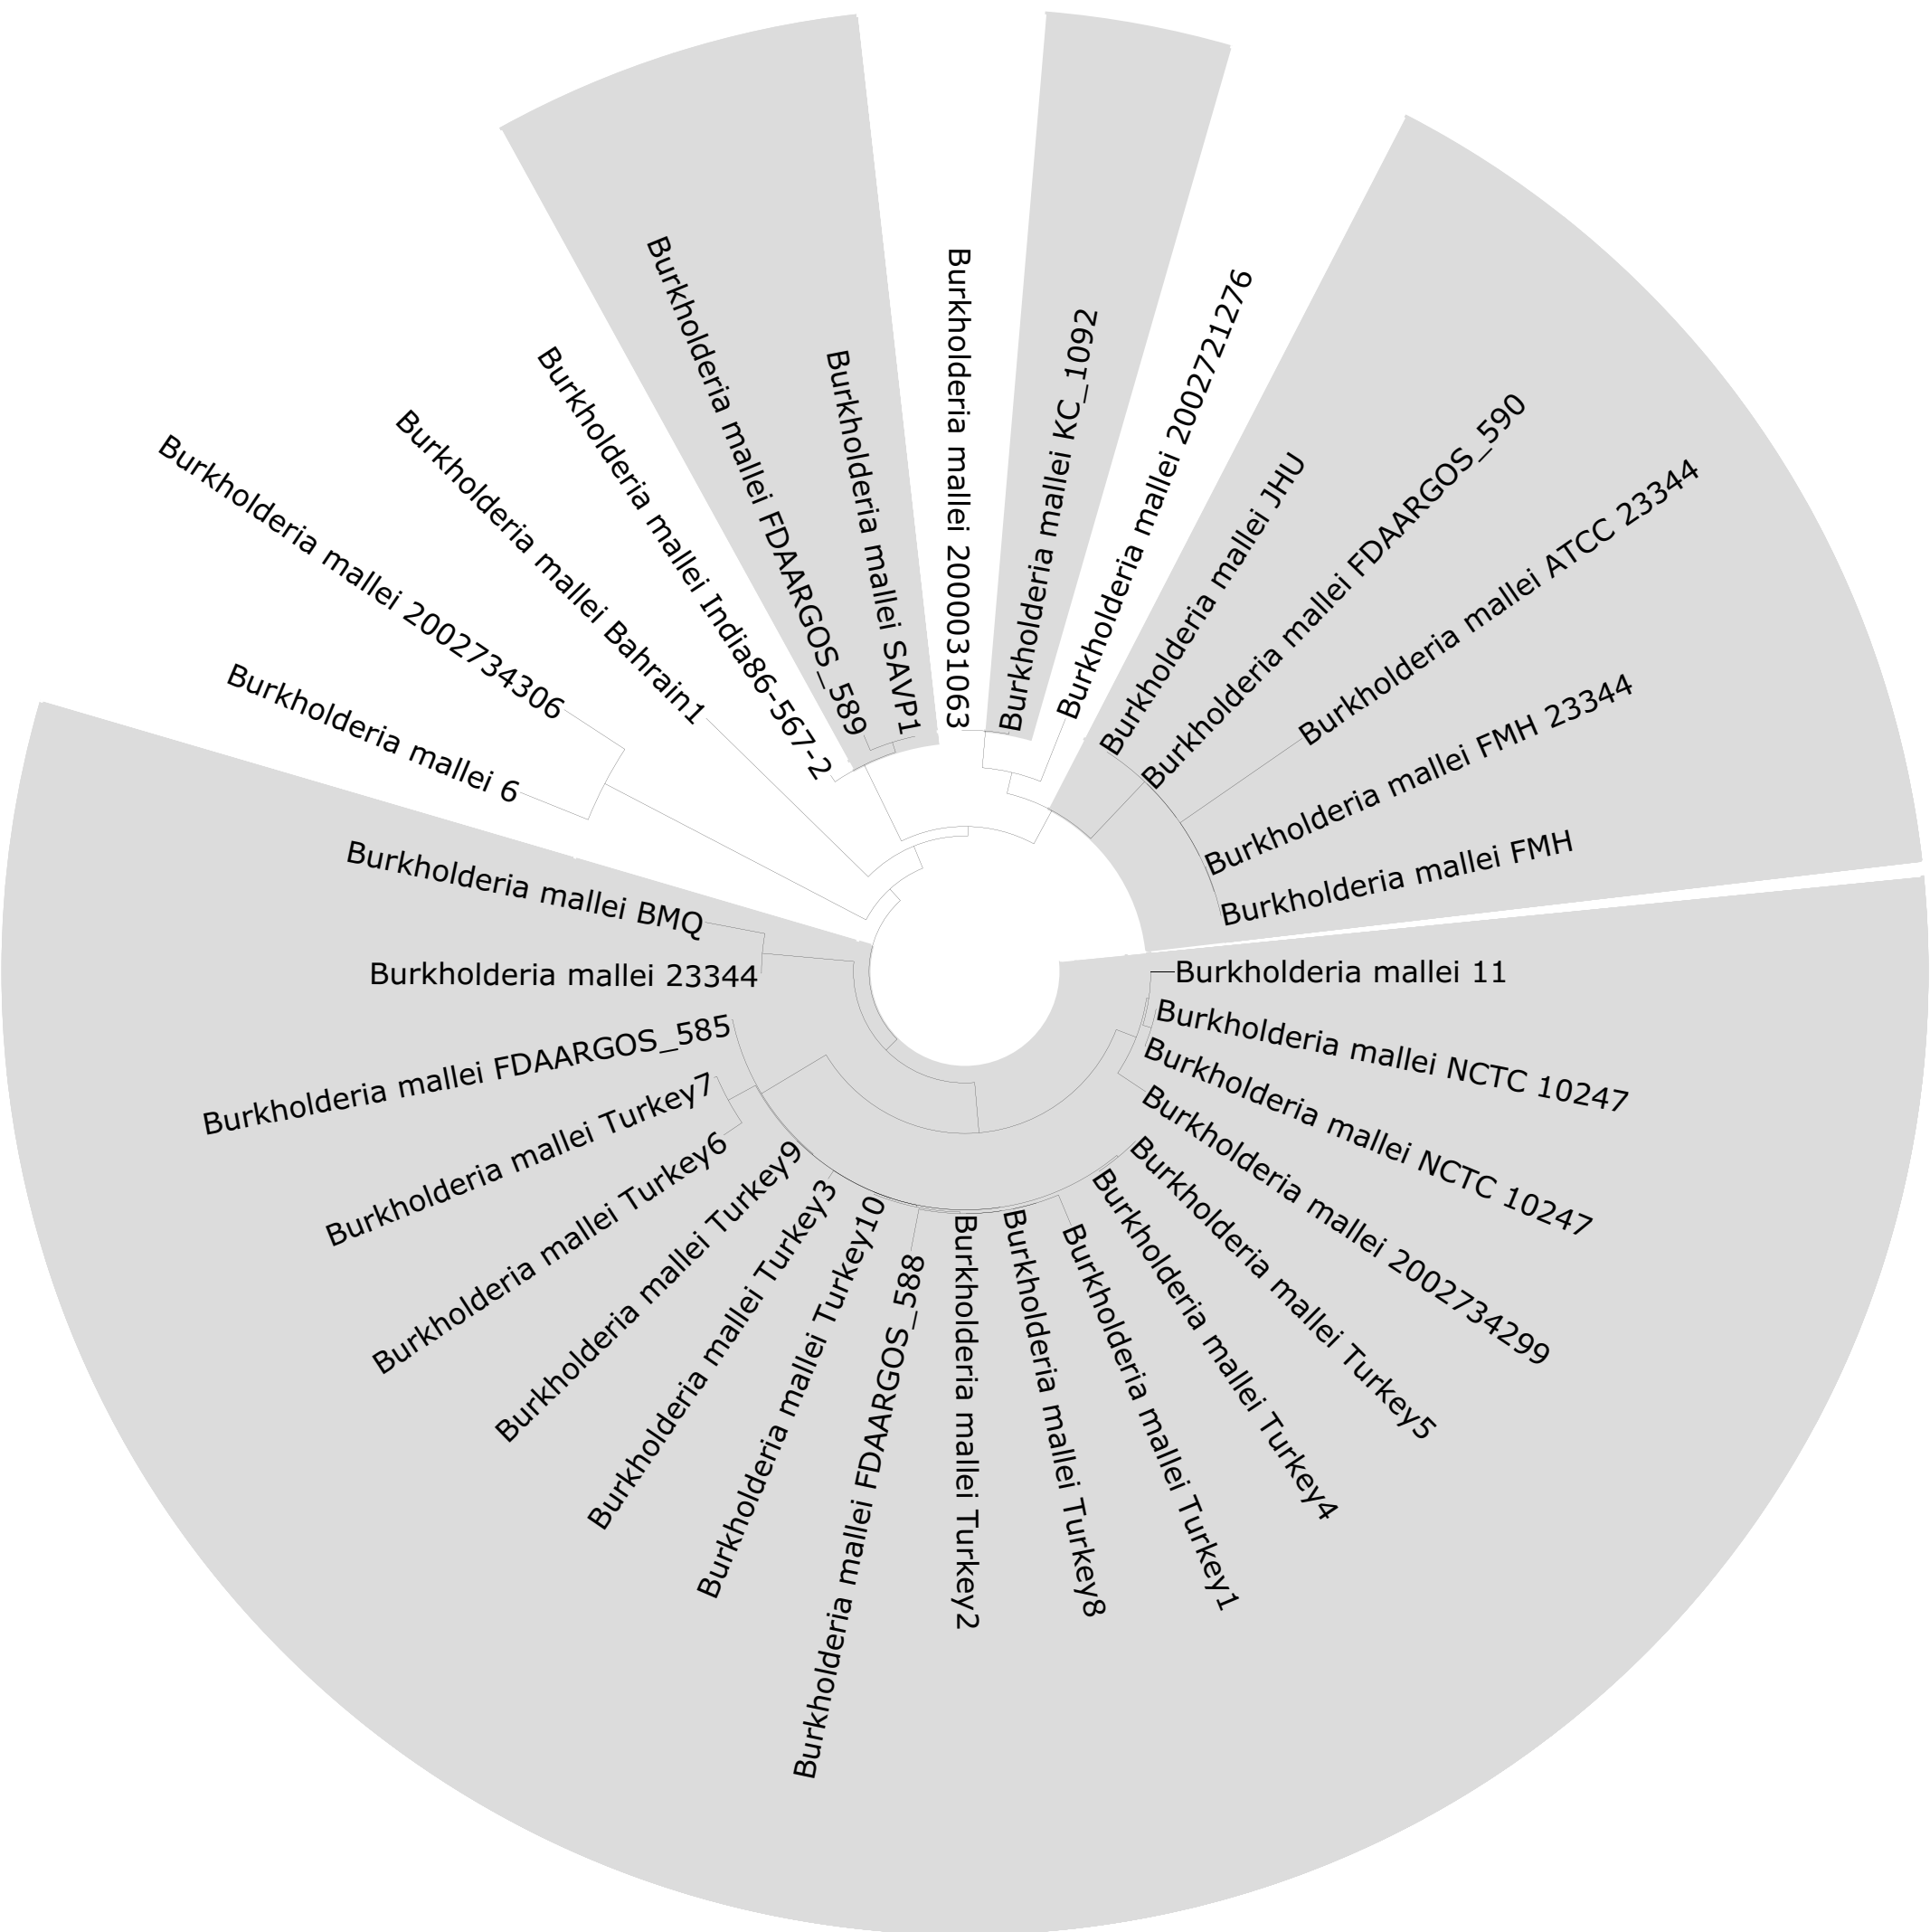 Burkholderia mallei FDAARGOS_589
Burkholderia mallei SAVP1
Burkholderia mallei 2000031063
Burkholderia mallei KC_1092
Burkholderia mallei 2002721276
Burkholderia mallei JHU
Burkholderia mallei FDAARGOS_590
Burkholderia mallei ATCC 23344
Burkholderia mallei FMH 23344
Burkholderia mallei FMH
Burkholderia mallei 11
Burkholderia mallei NCTC 10247
Burkholderia mallei NCTC 10247
Burkholderia mallei 2002734299
Burkholderia mallei Turkey5
Burkholderia mallei Turkey4
Burkholderia mallei Turkey1
Burkholderia mallei Turkey8
Burkholderia mallei Turkey2
Burkholderia mallei FDAARGOS_588
Burkholderia mallei Turkey10
Burkholderia mallei Turkey3
Burkholderia mallei Turkey9
Burkholderia mallei Turkey6
Burkholderia mallei Turkey7
Burkholderia mallei FDAARGOS_585
Burkholderia mallei 23344
Burkholderia mallei BMQ
Burkholderia mallei 6
Burkholderia mallei 2002734306
Burkholderia mallei Bahrain1
Burkholderia mallei India86-567-2